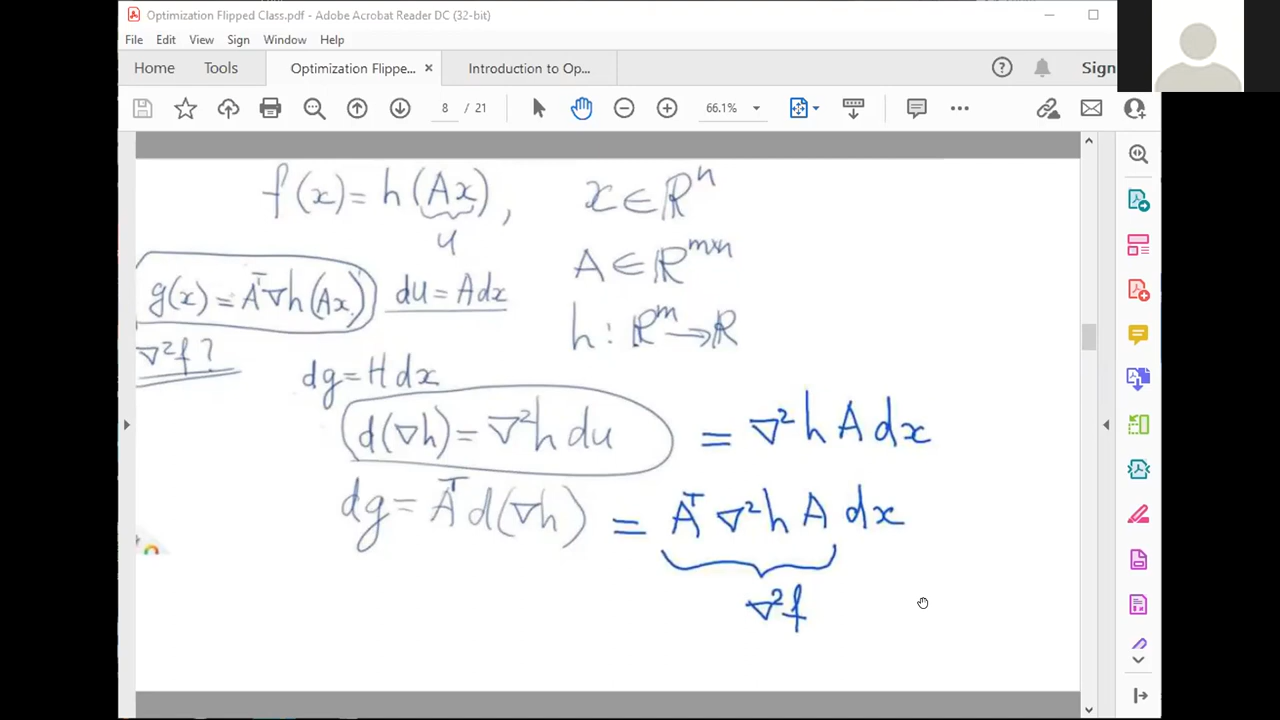 Optimization Flipped Class.pdf - Adobe Acrobat Reader DC (32-bit)
File Edit View Sign Window Help
Home Tools Optimization Flippe... × Introduction to Op... Sign
8 / 21 66.1%
f(x) = h(Ax), x ∈ ℝⁿ
u
A ∈ ℝᵐˣⁿ
g(x) = Aᵀ∇h(Ax) du = Adx
h : ℝᵐ → ℝ
∇²f ?
dg = H dx
d(∇h) = ∇²h du = ∇²h A dx
dg = Aᵀ d(∇h) = Aᵀ ∇²h A dx
∇²f